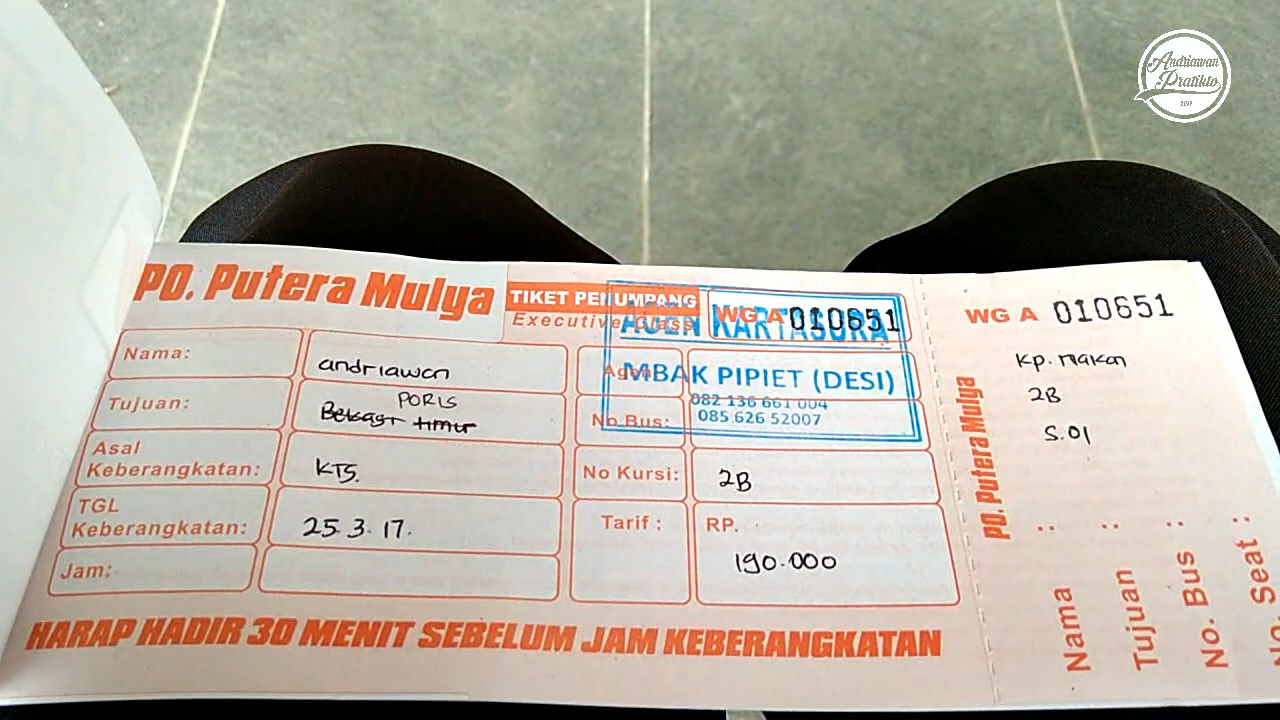 Andriawan
Pratikto
2017
PO. Putera Mulya
TIKET PENUMPANG
Executive Class
WG A 010651
AGEN KARTASURA
MBAK PIPIET (DESI)
082 136 661 004
085 626 52007
Nama: andriawan
Agen
Tujuan: PORIS
Bekasi timur
No Bus:
Asal
Keberangkatan: KTS.
No Kursi: 2B
TGL
Keberangkatan: 25.3.17.
Tarif : RP.
190.000
Jam:
HARAP HADIR 30 MENIT SEBELUM JAM KEBERANGKATAN
WG A 010651
PO. Putera Mulya
Kp. Makan
2B
S.01
Nama :
Tujuan :
No. Bus :
No. Seat :